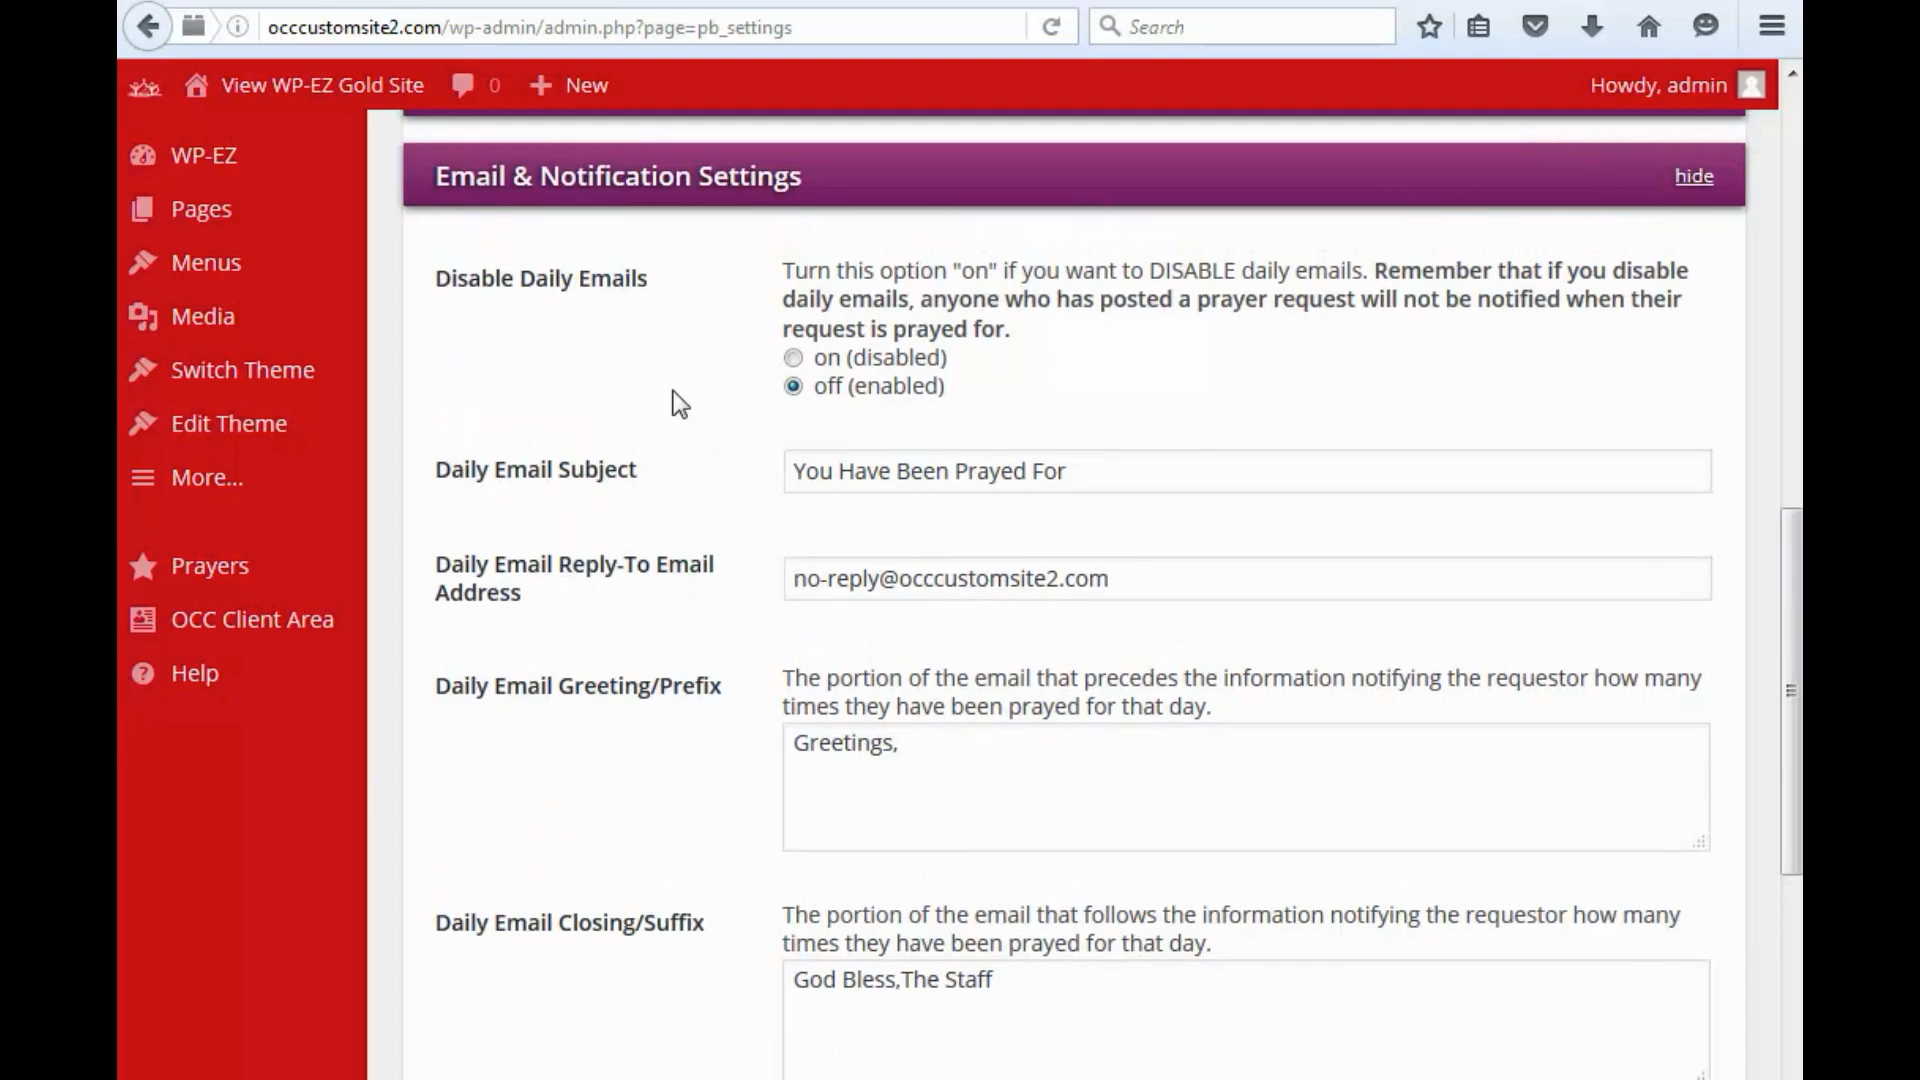 occcustomsite2.com/wp-admin/admin.php?page=pb_settings
Search
View WP-EZ Gold Site
0
New
Howdy, admin
WP-EZ
Pages
Menus
Media
Switch Theme
Edit Theme
More...
Prayers
OCC Client Area
Help
Email & Notification Settings
hide
Disable Daily Emails
Turn this option "on" if you want to DISABLE daily emails. Remember that if you disable
daily emails, anyone who has posted a prayer request will not be notified when their
request is prayed for.
on (disabled)
off (enabled)
Daily Email Subject
You Have Been Prayed For
Daily Email Reply-To Email
Address
no-reply@occcustomsite2.com
Daily Email Greeting/Prefix
The portion of the email that precedes the information notifying the requestor how many
times they have been prayed for that day.
Greetings,
Daily Email Closing/Suffix
The portion of the email that follows the information notifying the requestor how many
times they have been prayed for that day.
God Bless,The Staff